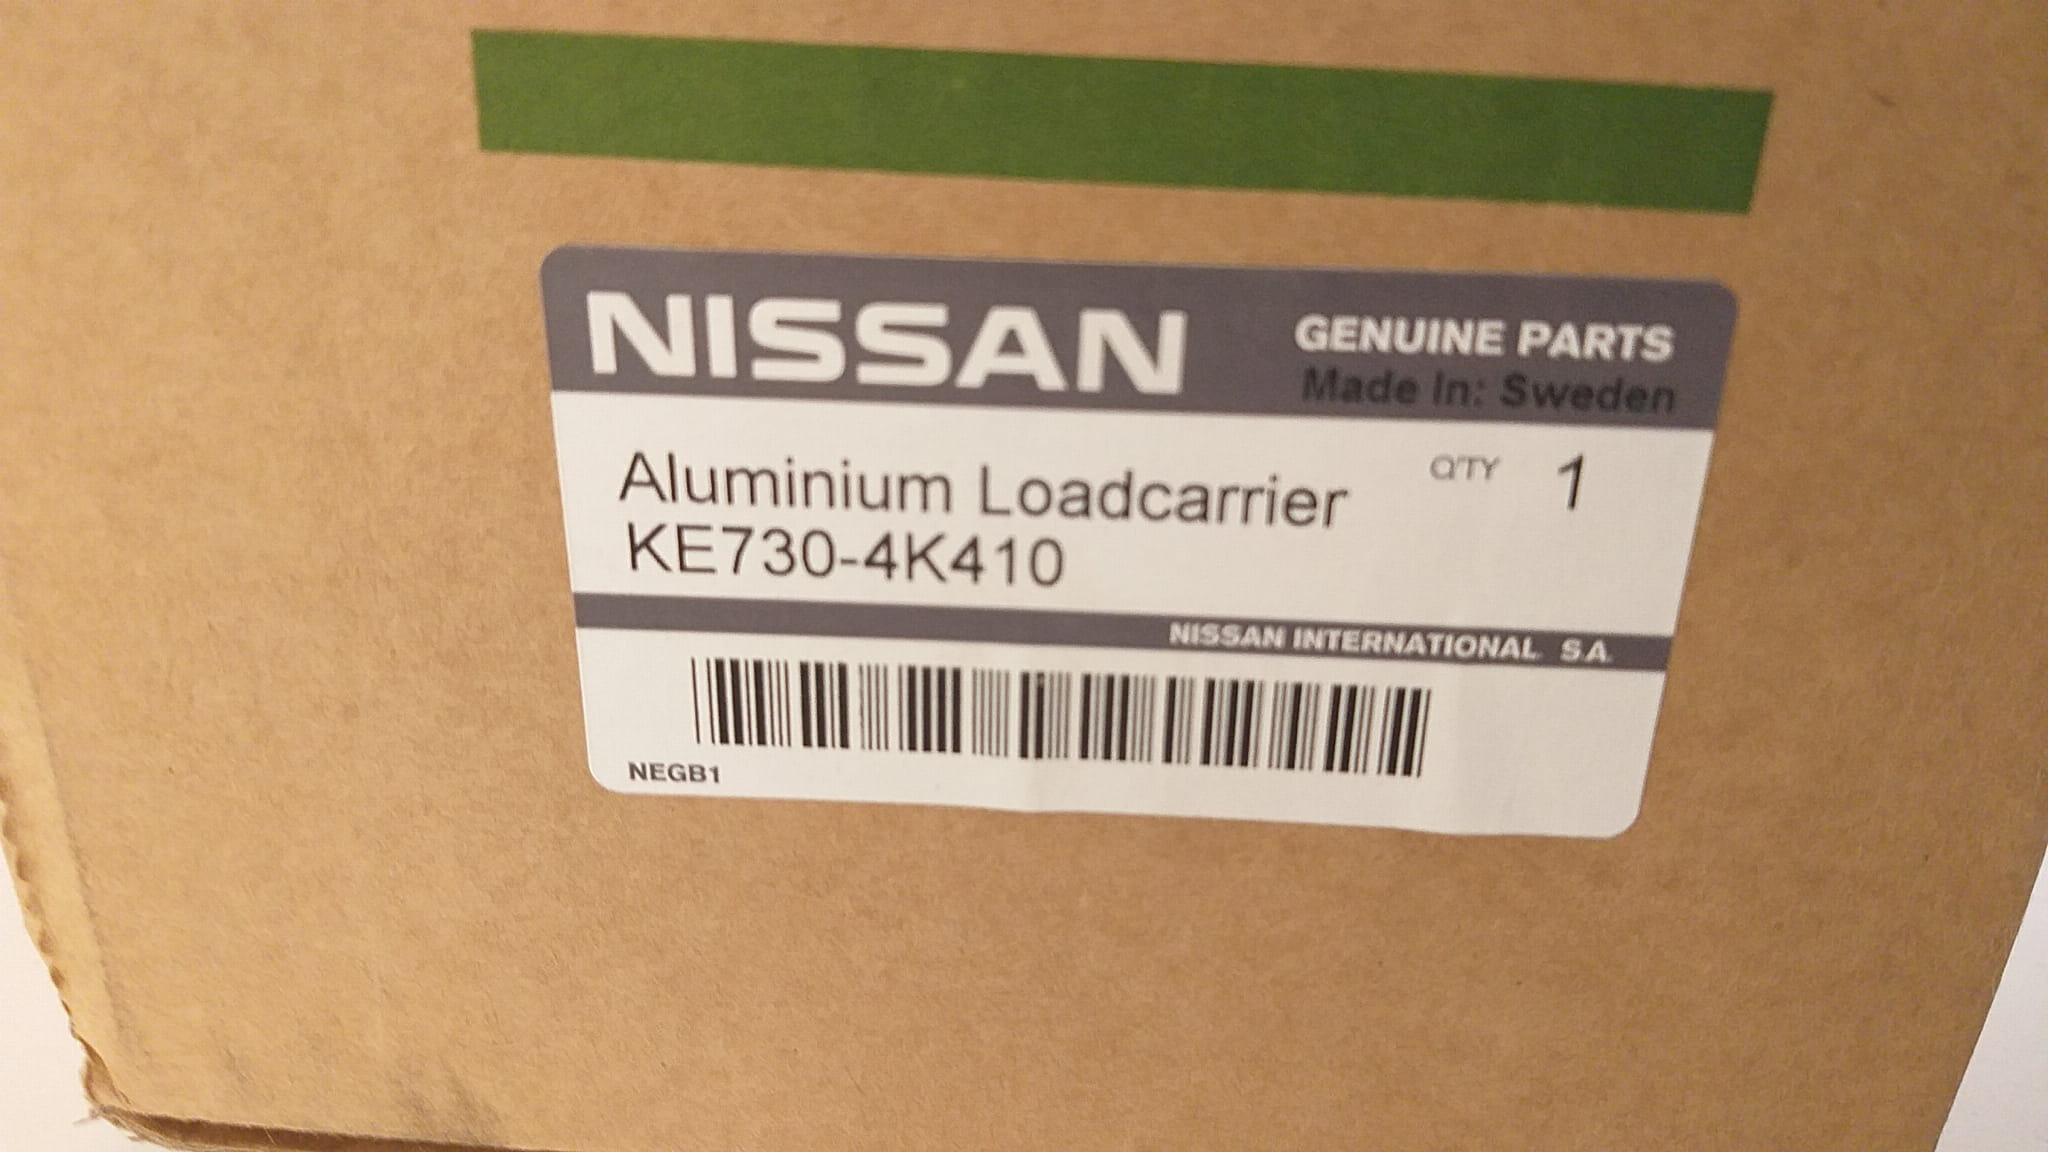 NISSAN GENUINE PARTS
Made In: Sweden
Aluminium Loadcarrier Q'TY 1
KE730-4K410
NISSAN INTERNATIONAL S.A.
NEGB1